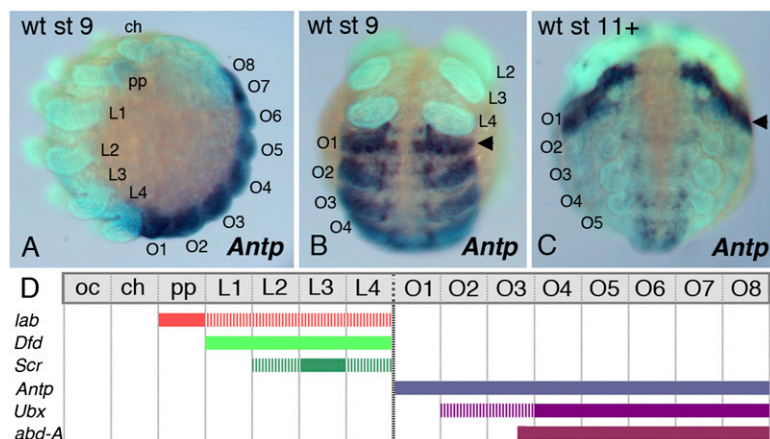 wt st 9
ch
O8
O7
pp
O6
L1
O5
L2
L3
O4
L4
O3
O1 O2
A
Antp
wt st 9
L2
L3
L4
O1
O2
O3
O4
B
Antp
wt st 11+
O1
O2
O3
O4
O5
C
Antp
D oc ch pp L1 L2 L3 L4 O1 O2 O3 O4 O5 O6 O7 O8
lab
Dfd
Scr
Antp
Ubx
abd-A